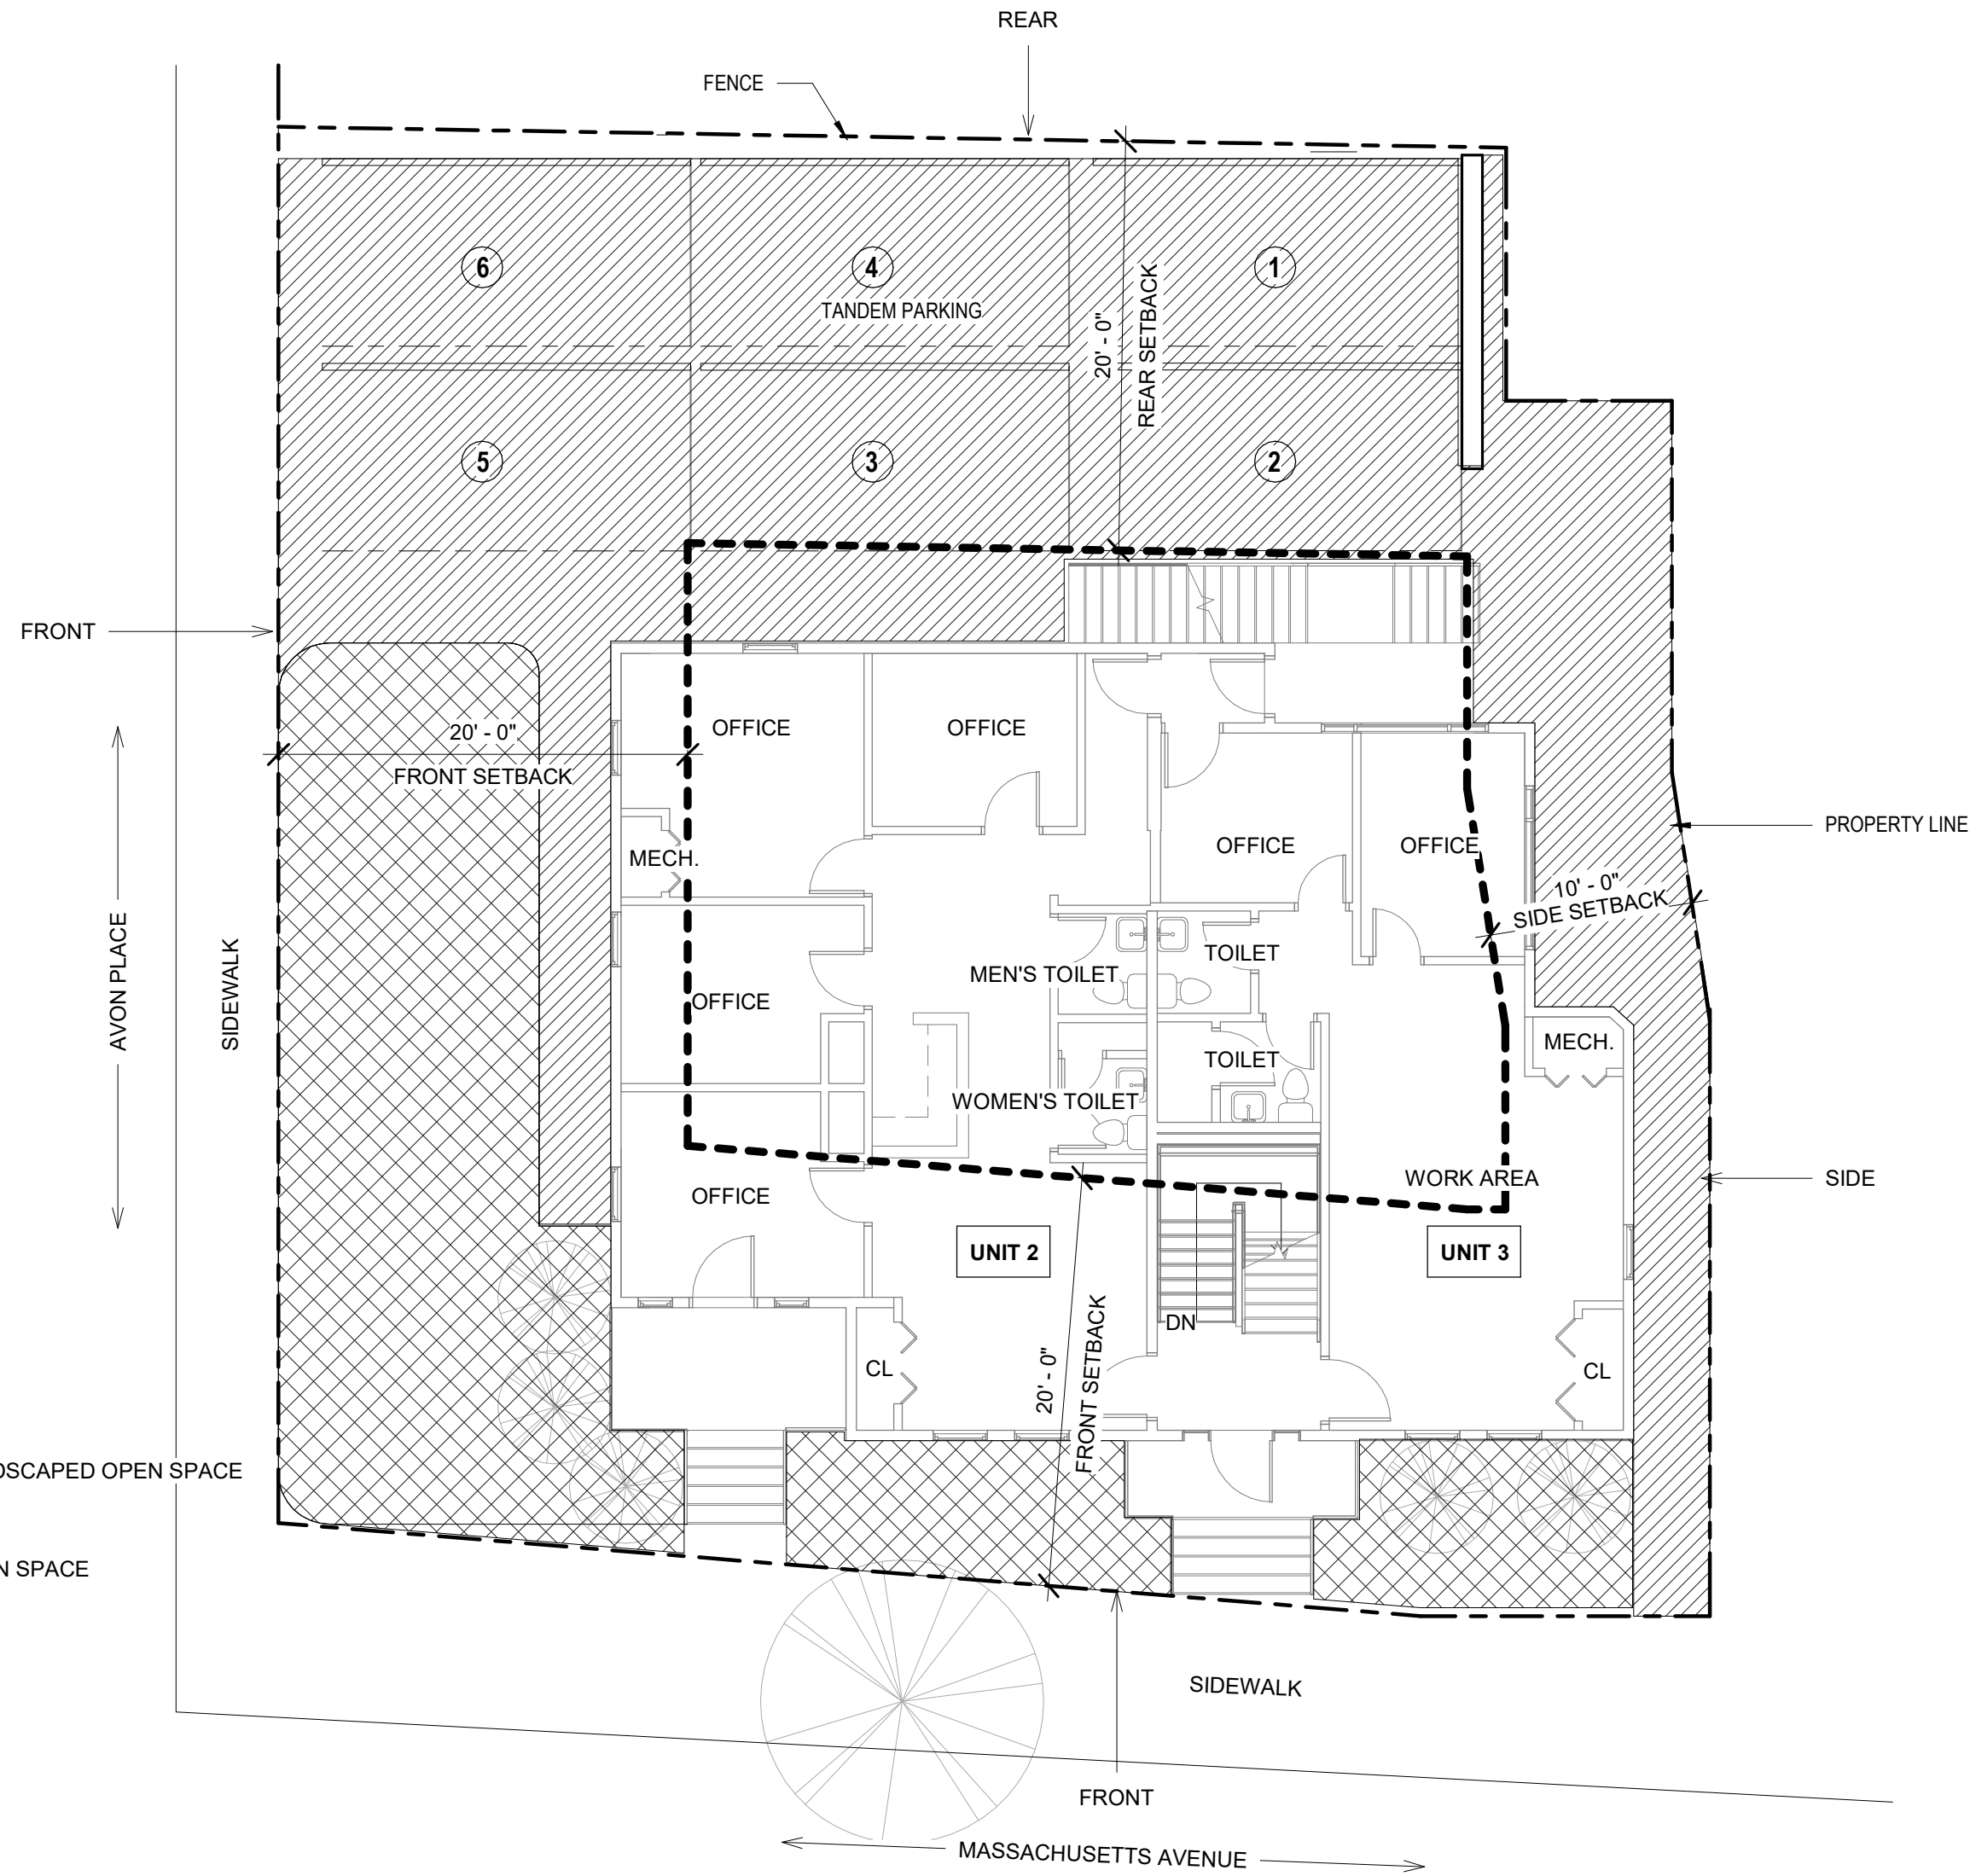 REAR
FENCE
6
4
1
TANDEM PARKING
20' - 0"
REAR SETBACK
5
3
2
FRONT
OFFICE
OFFICE
20' - 0"
FRONT SETBACK
PROPERTY LINE
OFFICE
OFFICE
MECH.
10' - 0"
SIDE SETBACK
AVON PLACE
SIDEWALK
TOILET
MEN'S TOILET
OFFICE
MECH.
TOILET
WOMEN'S TOILET
WORK AREA
SIDE
OFFICE
UNIT 2
UNIT 3
DN
20' - 0"
FRONT SETBACK
CL
CL
DSCAPED OPEN SPACE
N SPACE
SIDEWALK
FRONT
MASSACHUSETTS AVENUE